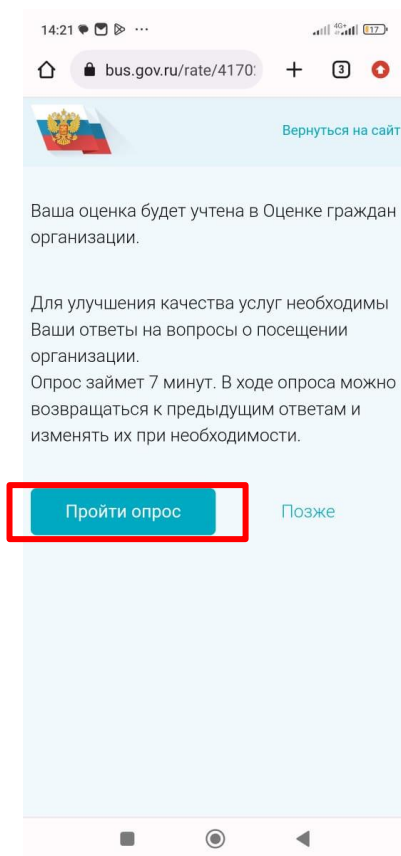 14:21
4G+
17
bus.gov.ru/rate/4170
3
Вернуться на сайт
Ваша оценка будет учтена в Оценке граждан
организации.
Для улучшения качества услуг необходимы
Ваши ответы на вопросы о посещении
организации.
Опрос займет 7 минут. В ходе опроса можно
возвращаться к предыдущим ответам и
изменять их при необходимости.
Пройти опрос
Позже